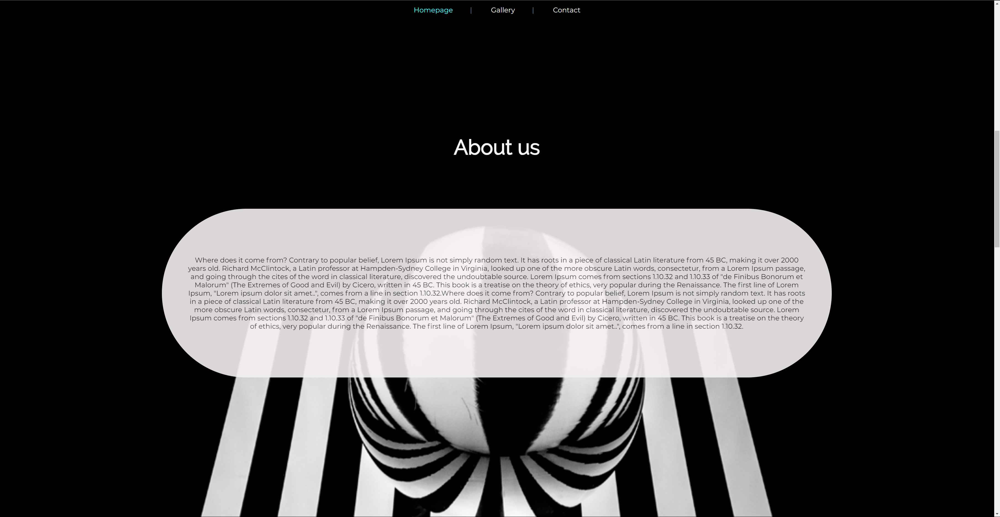 Homepage | Gallery | Contact
About us
Where does it come from? Contrary to popular belief, Lorem Ipsum is not simply random text. It has roots in a piece of classical Latin literature from 45 BC, making it over 2000
years old. Richard McClintock, a Latin professor at Hampden-Sydney College in Virginia, looked up one of the more obscure Latin words, consectetur, from a Lorem Ipsum passage,
and going through the cites of the word in classical literature, discovered the undoubtable source. Lorem Ipsum comes from sections 1.10.32 and 1.10.33 of "de Finibus Bonorum et
Malorum" (The Extremes of Good and Evil) by Cicero, written in 45 BC. This book is a treatise on the theory of ethics, very popular during the Renaissance. The first line of Lorem
Ipsum, "Lorem ipsum dolor sit amet..", comes from a line in section 1.10.32.Where does it come from? Contrary to popular belief, Lorem Ipsum is not simply random text. It has roots
in a piece of classical Latin literature from 45 BC, making it over 2000 years old. Richard McClintock, a Latin professor at Hampden-Sydney College in Virginia, looked up one of the
more obscure Latin words, consectetur, from a Lorem Ipsum passage, and going through the cites of the word in classical literature, discovered the undoubtable source. Lorem
Ipsum comes from sections 1.10.32 and 1.10.33 of "de Finibus Bonorum et Malorum" (The Extremes of Good and Evil) by Cicero, written in 45 BC. This book is a treatise on the theory
of ethics, very popular during the Renaissance. The first line of Lorem Ipsum, "Lorem ipsum dolor sit amet..", comes from a line in section 1.10.32.